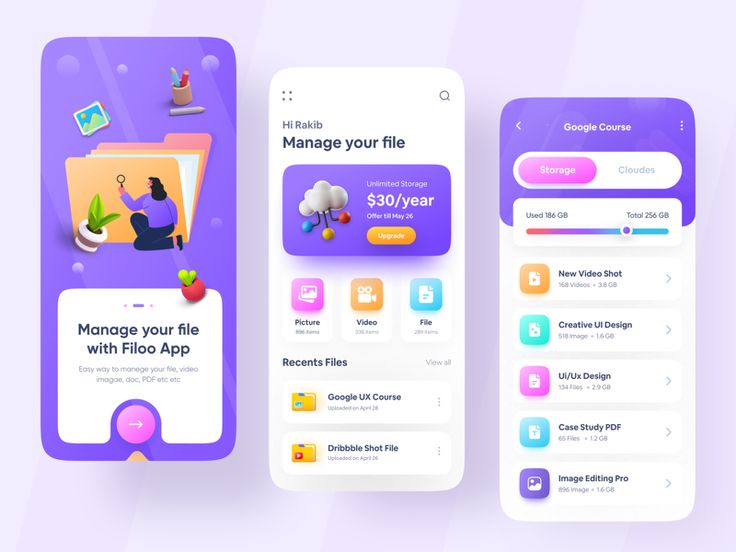 Manage your file
with Filoo App
Easy way to manege your file, video
imagae, doc, PDF etc etc
Hi Rakib
Manage your file
Unlimited Storage
$30/year
Offer till May 26
Upgrade
Picture
896 items
Video
336 items
File
289 items
Recents Files
View all
Google UX Course
Uploaded on April 28
Dribbble Shot File
Uploaded on April 26
Google Course
Storage
Cloudes
Used 186 GB
Total 256 GB
New Video Shot
168 Videos • 3.8 GB
Creative UI Design
518 Image • 1.6 GB
Ui/Ux Design
134 Files • 2.9 GB
Case Study PDF
65 Files • 1.2 GB
Image Editing Pro
896 Image • 1.6 GB